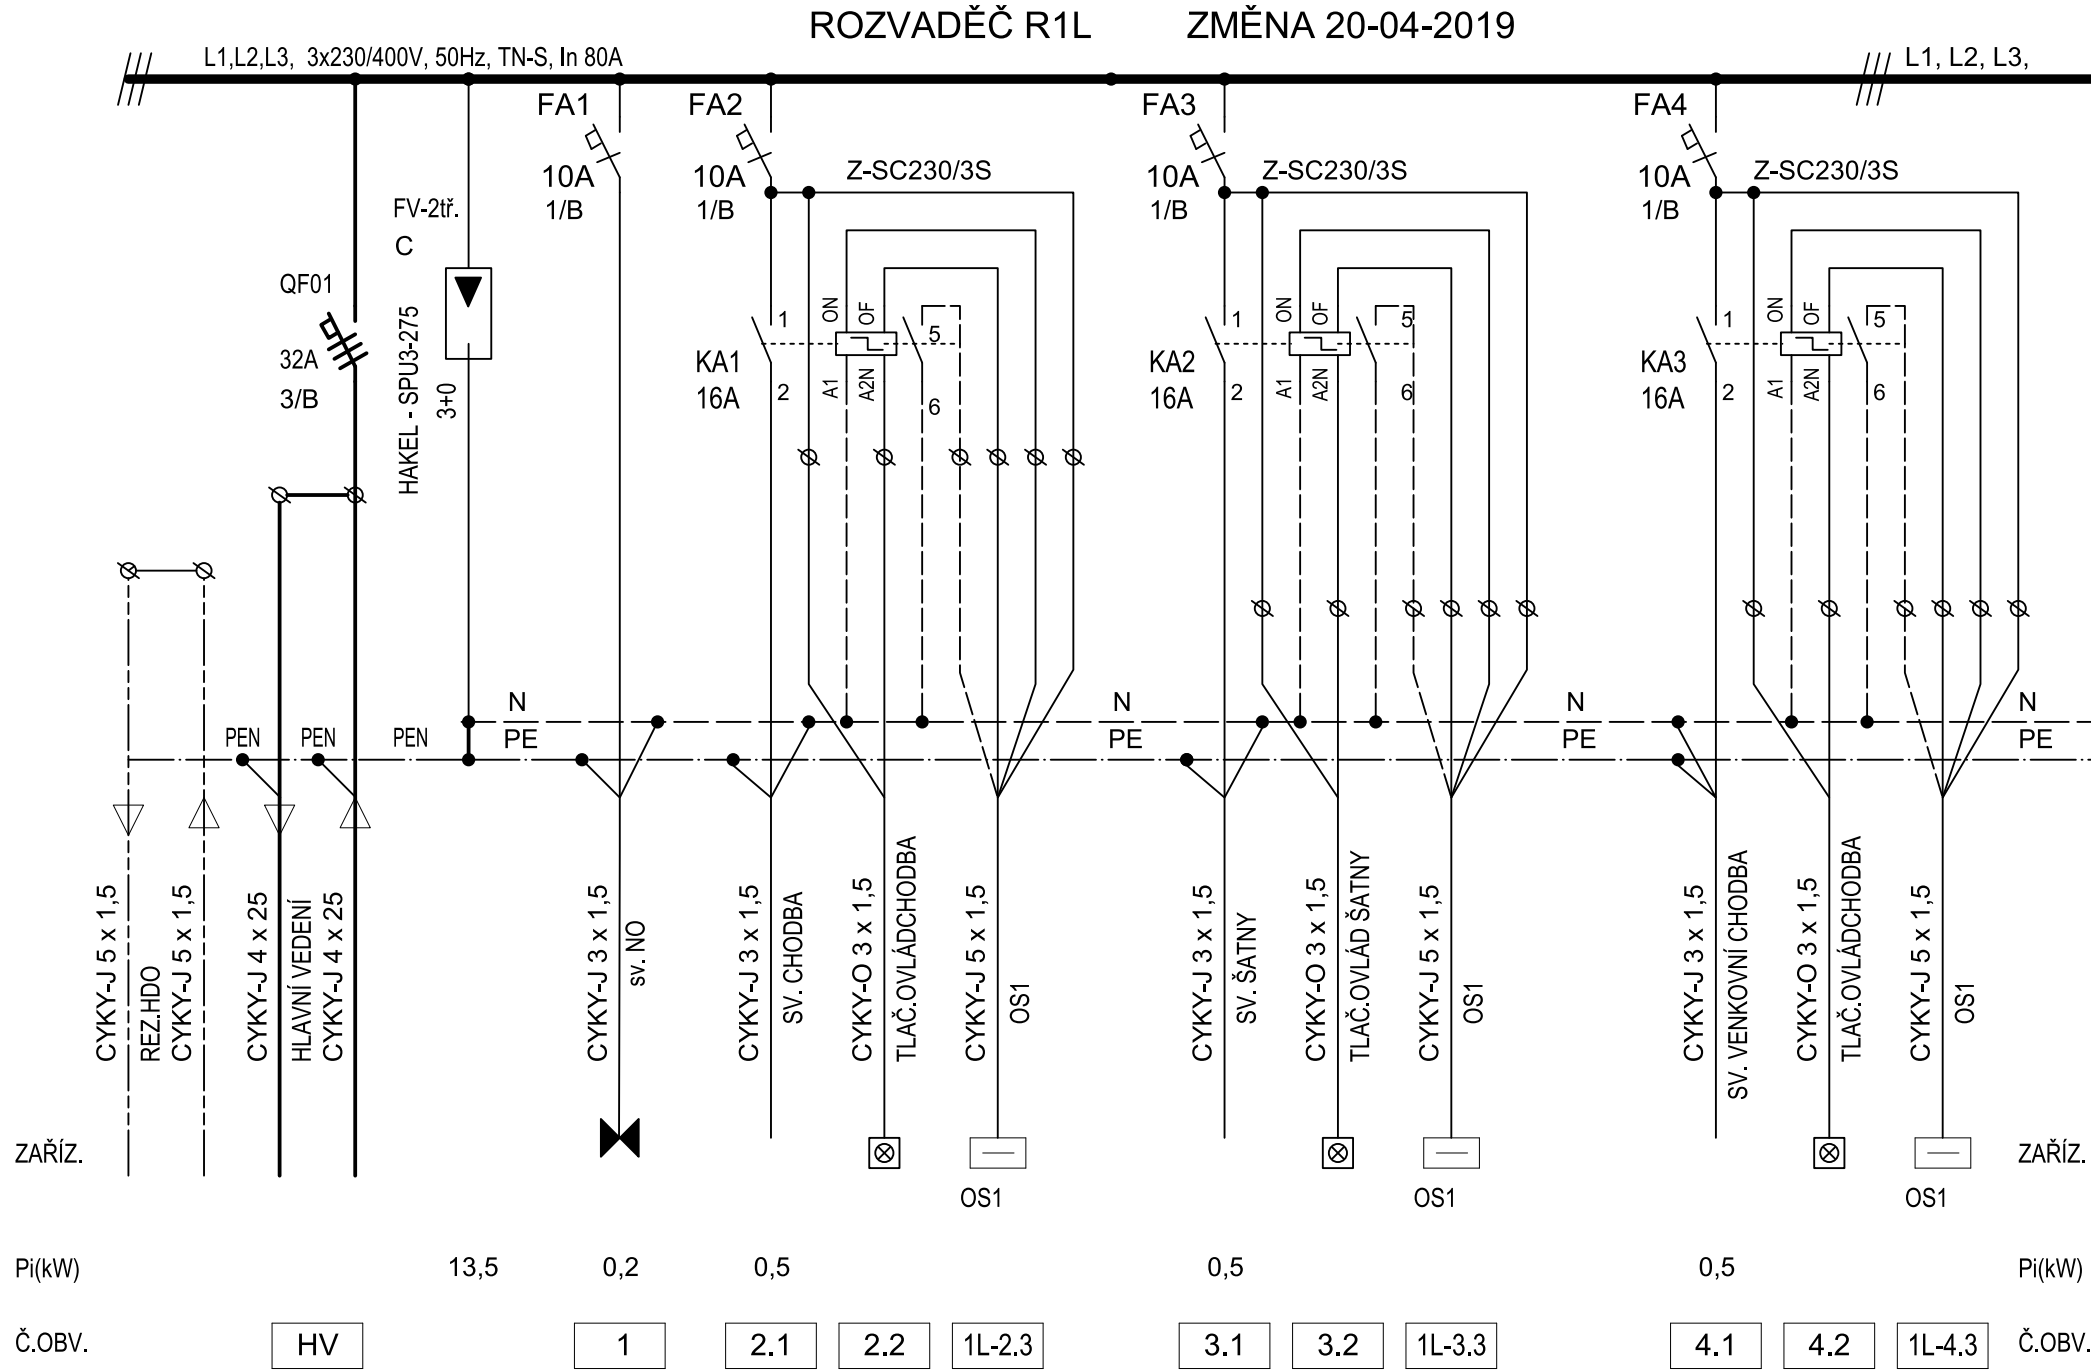 ROZVADĚČ R1L ZMĚNA 20-04-2019
L1,L2,L3, 3x230/400V, 50Hz, TN-S, In 80A
L1, L2, L3,
FA1
10A
1/B
FA2
10A
1/B
Z-SC230/3S
FA3
10A
1/B
Z-SC230/3S
FA4
10A
1/B
Z-SC230/3S
FV-2tř.
C
HAKEL - SPU3-275
3+0
QF01
32A
3/B
KA1
16A
1
2
ON
OF
A1
A2N
5
6
KA2
16A
1
2
ON
OF
A1
A2N
5
6
KA3
16A
1
2
ON
OF
A1
A2N
5
6
PEN
PEN
PEN
N
PE
N
PE
N
PE
N
PE
CYKY-J 5 x 1,5
REZ.HDO
CYKY-J 5 x 1,5
CYKY-J 4 x 25
HLAVNÍ VEDENÍ
CYKY-J 4 x 25
CYKY-J 3 x 1,5
sv. NO
CYKY-J 3 x 1,5
SV. CHODBA
CYKY-O 3 x 1,5
TLAČ.OVLÁDCHODBA
CYKY-J 5 x 1,5
OS1
CYKY-J 3 x 1,5
SV. ŠATNY
CYKY-O 3 x 1,5
TLAČ.OVLÁD ŠATNY
CYKY-J 5 x 1,5
OS1
CYKY-J 3 x 1,5
SV. VENKOVNÍ CHODBA
CYKY-O 3 x 1,5
TLAČ.OVLÁDCHODBA
CYKY-J 5 x 1,5
OS1
ZAŘÍZ. ZAŘÍZ.
OS1 OS1 OS1
Pi(kW) 13,5 0,2 0,5 0,5 0,5 Pi(kW)
Č.OBV. HV 1 2.1 2.2 1L-2.3 3.1 3.2 1L-3.3 4.1 4.2 1L-4.3 Č.OBV.